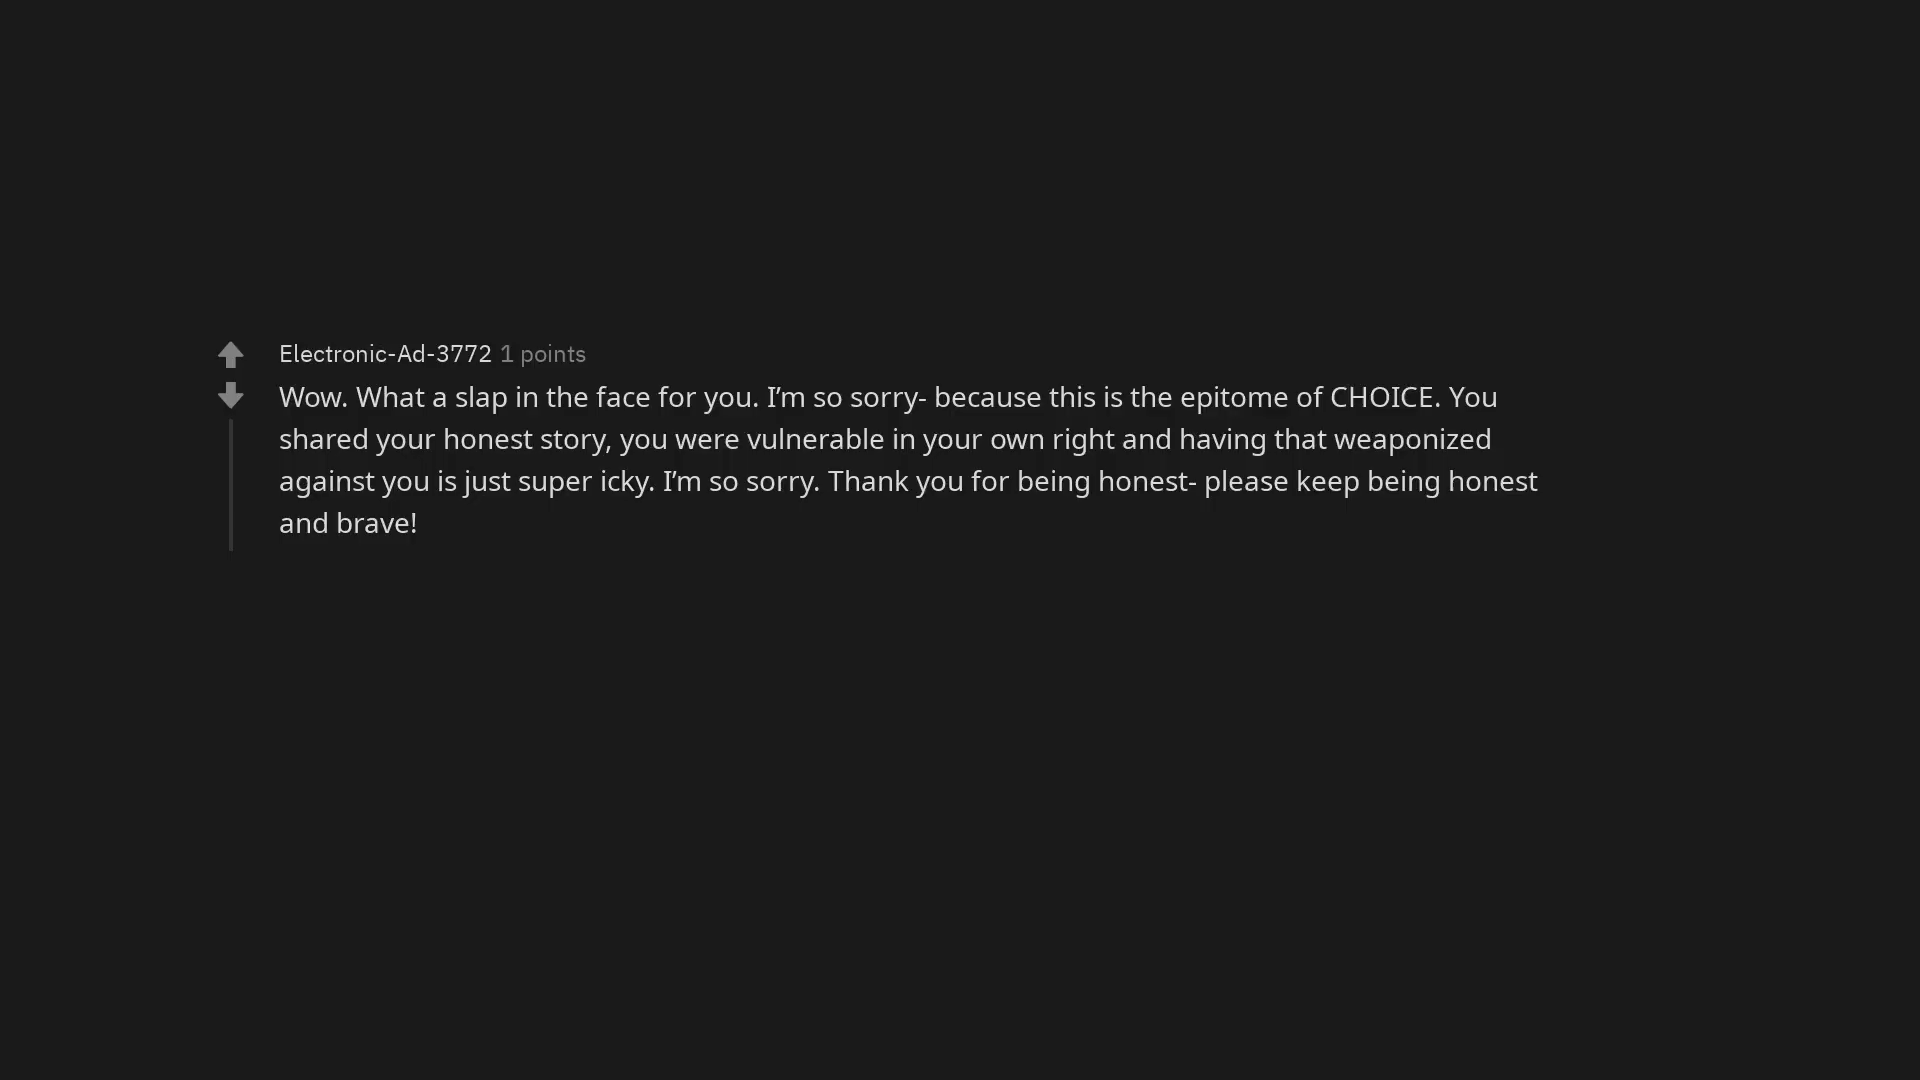 Electronic-Ad-3772 1 points
Wow. What a slap in the face for you. I’m so sorry- because this is the epitome of CHOICE. You
shared your honest story, you were vulnerable in your own right and having that weaponized
against you is just super icky. I’m so sorry. Thank you for being honest- please keep being honest
and brave!